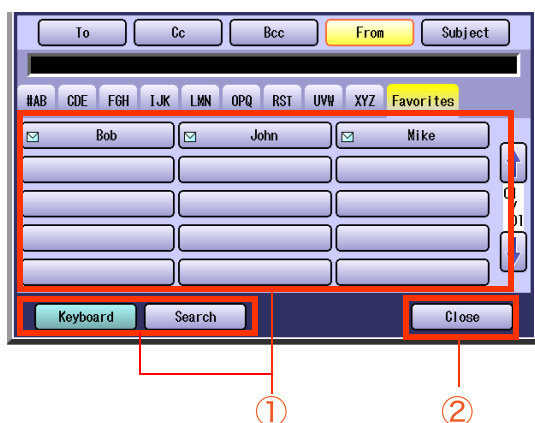 To Cc Bcc From Subject
#AB CDE FGH IJK LMN OPQ RST UVW XYZ Favorites
Bob John Mike
Keyboard Search Close
① ②